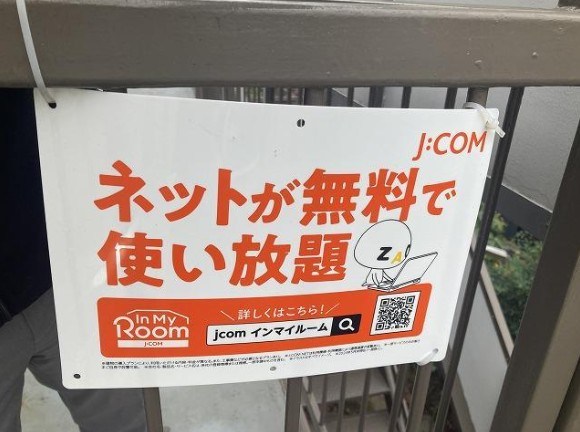 J:COM
ネットが無料で
使い放題
ZA
In My
Room
J:COM
\ 詳しくはこちら! /
jcom インマイルーム